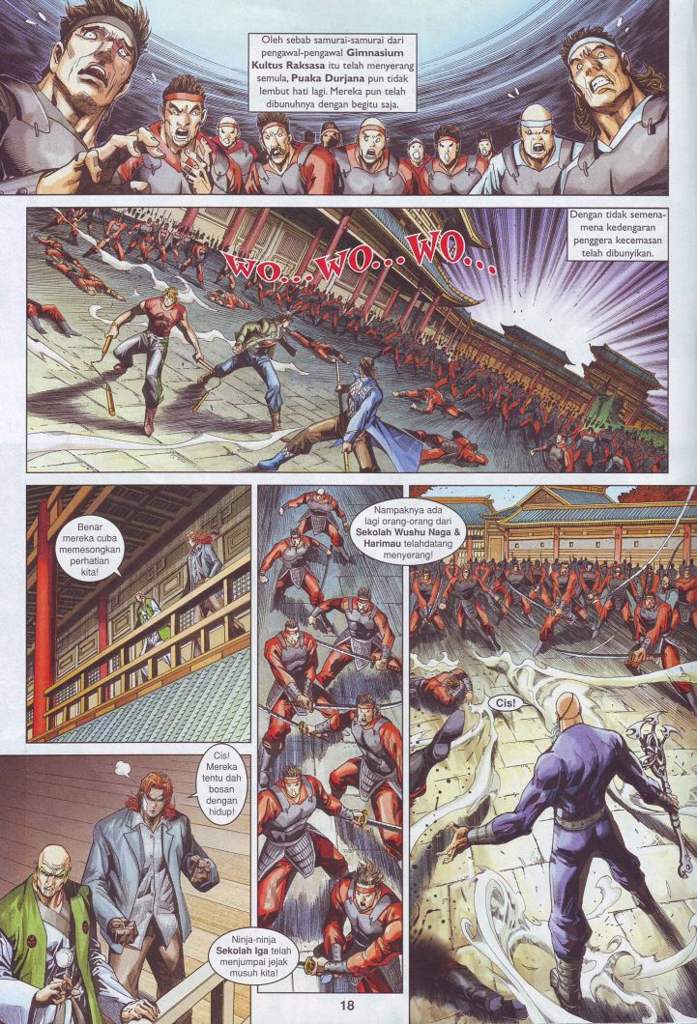 Oleh sebab samurai-samurai dari
pengawal-pengawal Gimnasium
Kultus Raksasa itu telah menyerang
semula, Puaka Durjana pun tidak
lembut hati lagi. Mereka pun telah
dibunuhnya dengan begitu saja.
Dengan tidak semena-
mena kedengaran
penggera kecemasan
telah dibunyikan.
WO...WO...WO...
Benar
mereka cuba
memesongkan
perhatian
kita!
Nampaknya ada
lagi orang-orang dari
Sekolah Wushu Naga &
Harimau telahdatang
menyerang!
Cis!
Cis!
Mereka
tentu dah
bosan
dengan
hidup!
Ninja-ninja
Sekolah Iga telah
menjumpai jejak
musuh kita!
18